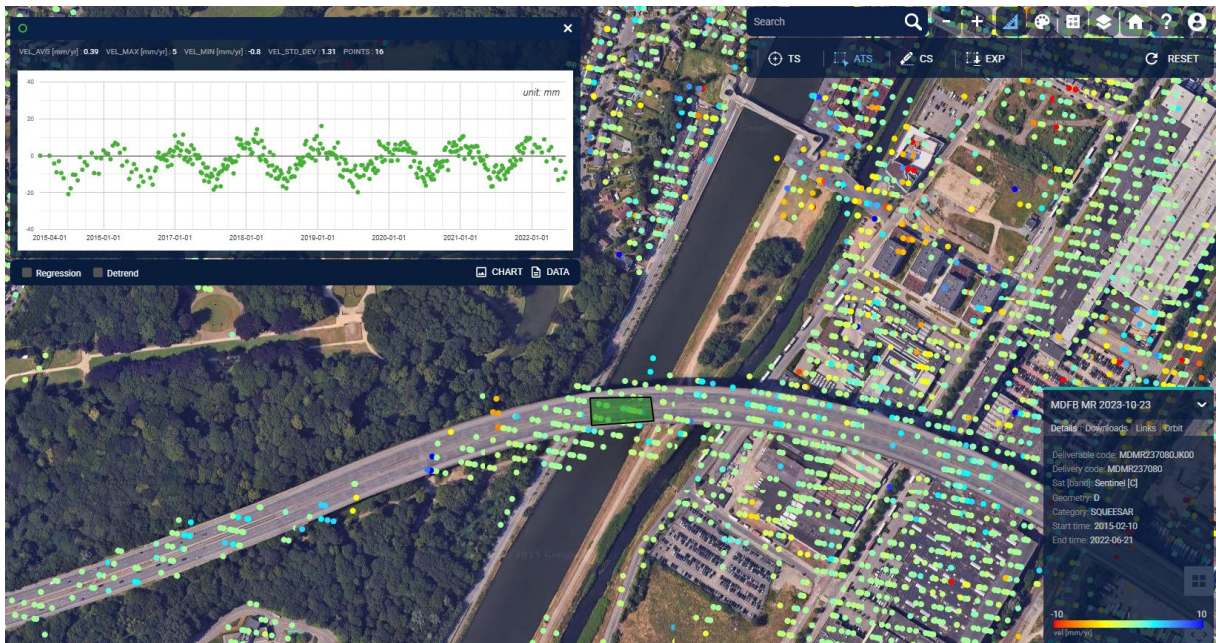 VEL_AVG [mm/yr] : 0.39 VEL_MAX [mm/yr] : 5 VEL_MIN [mm/yr] : -0.8 VEL_STD_DEV : 1.31 POINTS : 16
unit: mm
40
20
0
-20
-40
2015-04-01 2016-01-01 2017-01-01 2018-01-01 2019-01-01 2020-01-01 2021-01-01 2022-01-01
Regression Detrend CHART DATA
Search
TS ATS CS EXP RESET
MDFB MR 2023-10-23
Details Downloads Links Orbit
Deliverable code: MDMR237080JK00
Delivery code: MDMR237080
Sat [band]: Sentinel [C]
Geometry: D
Category: SQUEESAR
Start time: 2015-02-10
End time: 2022-06-21
-10 10
vel [mm/yr]